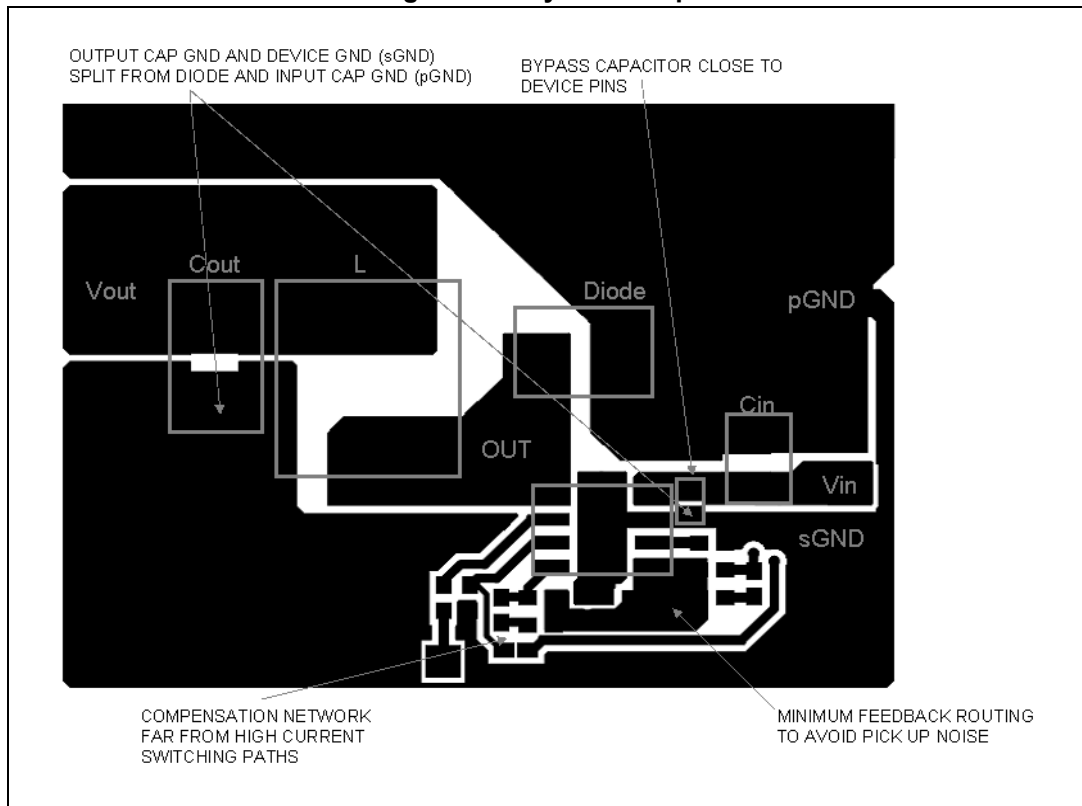 OUTPUT CAP GND AND DEVICE GND (sGND)
SPLIT FROM DIODE AND INPUT CAP GND (pGND)
BYPASS CAPACITOR CLOSE TO
DEVICE PINS
Cout
L
Vout
Diode
pGND
Cin
OUT
Vin
sGND
COMPENSATION NETWORK
FAR FROM HIGH CURRENT
SWITCHING PATHS
MINIMUM FEEDBACK ROUTING
TO AVOID PICK UP NOISE